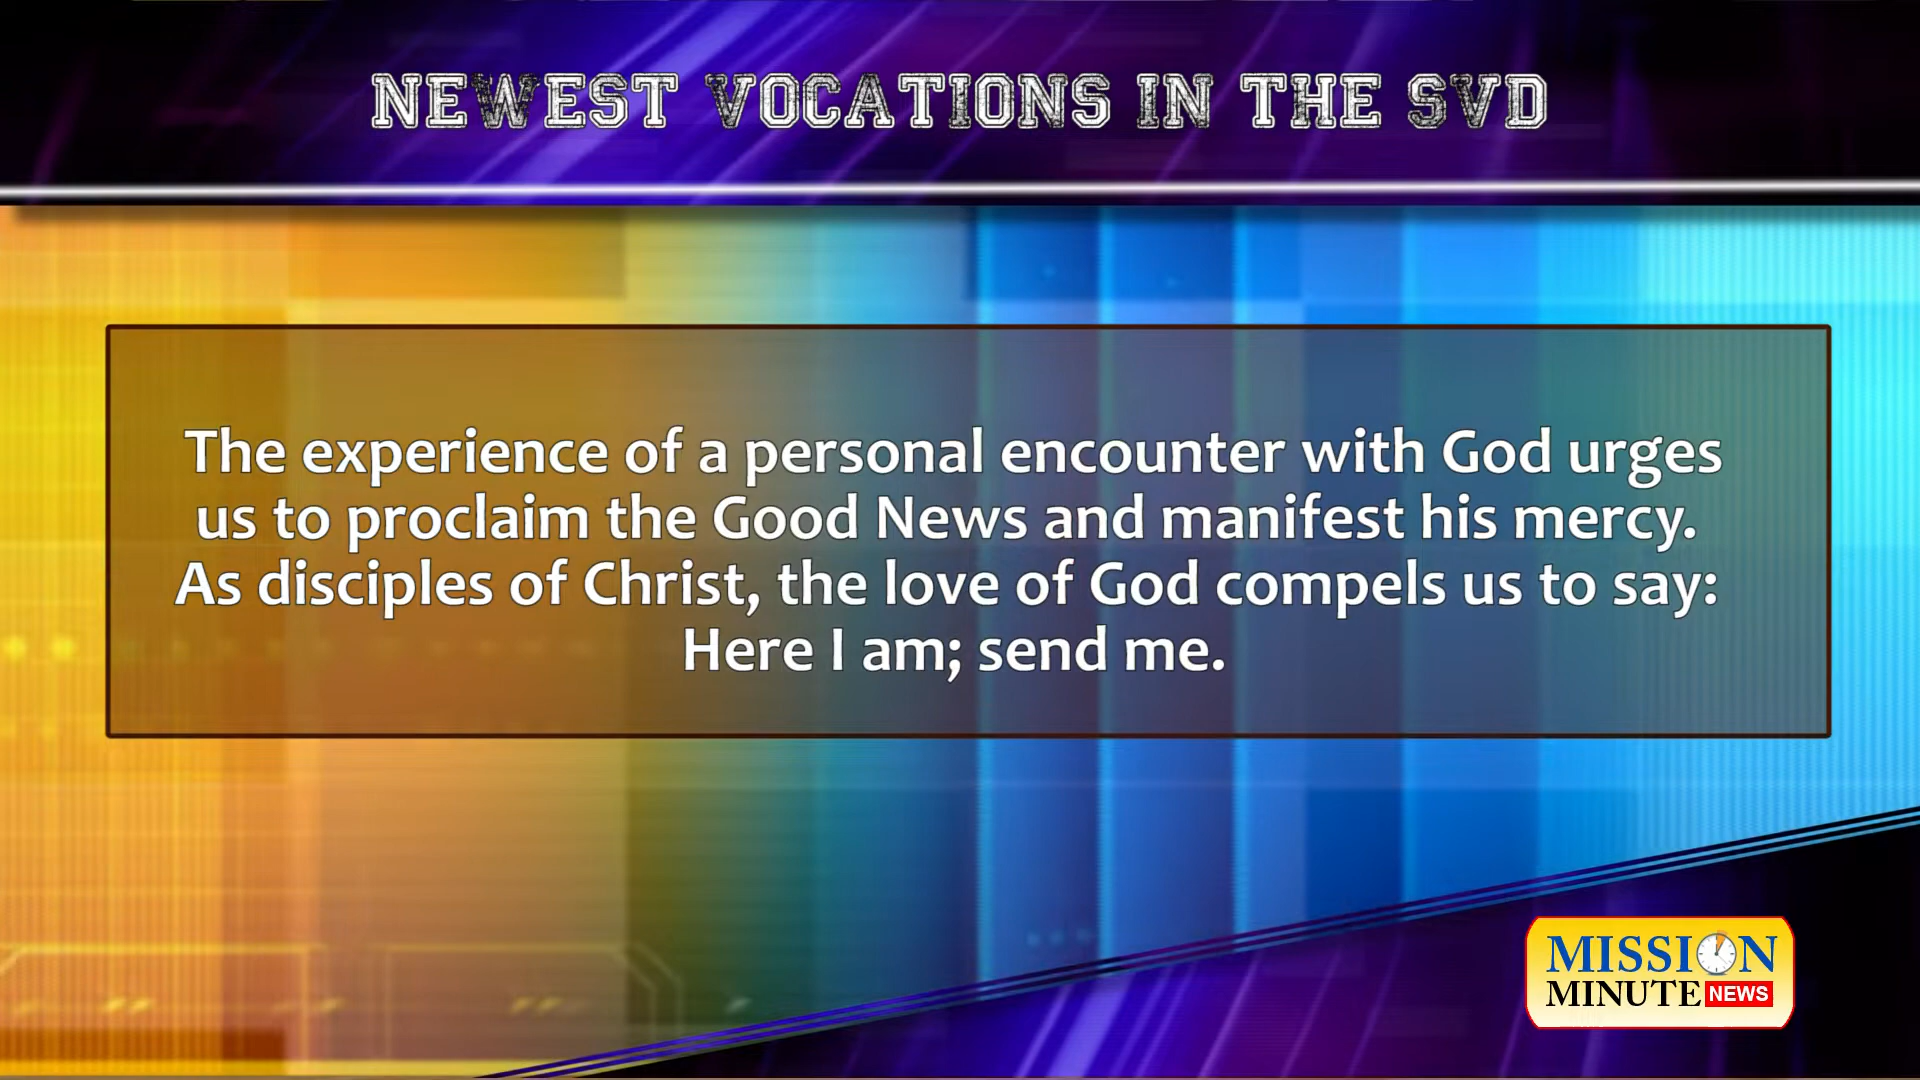 NEWEST VOCATIONS IN THE SVD
The experience of a personal encounter with God urges
us to proclaim the Good News and manifest his mercy.
As disciples of Christ, the love of God compels us to say:
Here I am; send me.
MISSION
MINUTE NEWS